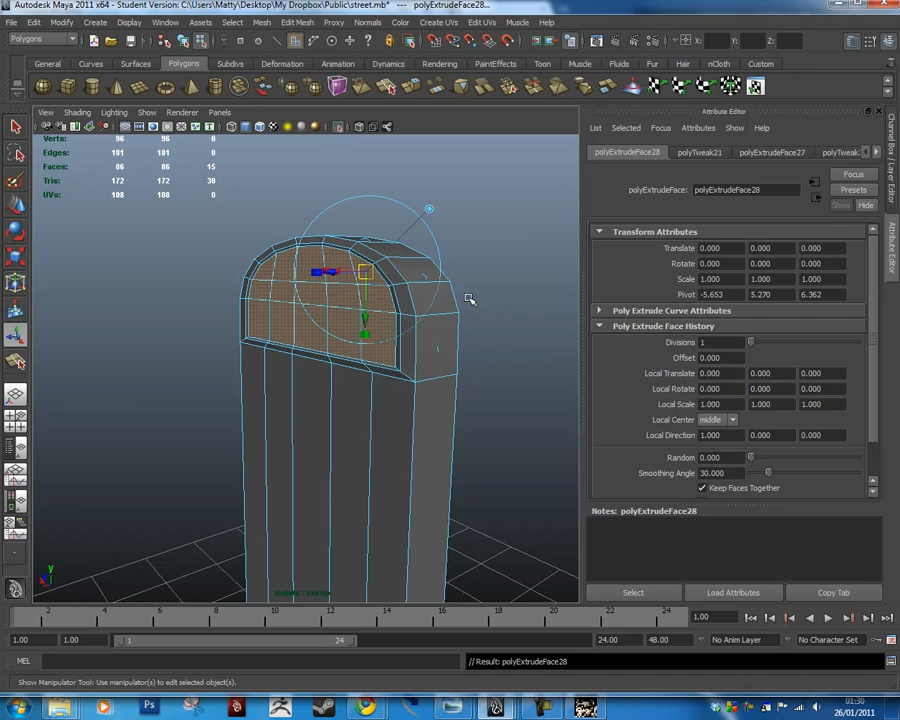 Autodesk Maya 2011 x64 - Student Version: C:\Users\Matty\Desktop\My Dropbox\Public\street.mb* --- polyExtrudeFace28...
File Edit Modify Create Display Window Assets Select Mesh Edit Mesh Proxy Normals Color Create UVs Edit UVs Muscle Help
Polygons X: Y: Z:
General Curves Surfaces Polygons Subdivs Deformation Animation Dynamics Rendering PaintEffects Toon Muscle Fluids Fur Hair nCloth Custom
View Shading Lighting Show Renderer Panels
Attribute Editor
List Selected Focus Attributes Show Help
Verts: 96 96 0
Edges: 181 181 0
Faces: 86 86 15
Tris: 172 172 30
UVs: 108 108 0
polyExtrudeFace28 polyTweak21 polyExtrudeFace27 polyTweak
Focus
polyExtrudeFace: polyExtrudeFace28 Presets
Show Hide
Transform Attributes
Translate 0.000 0.000 0.000
Rotate 0.000 0.000 0.000
Scale 1.000 1.000 1.000
Pivot -5.653 5.270 6.362
Poly Extrude Curve Attributes
Poly Extrude Face History
Divisions 1
Offset 0.000
Local Translate 0.000 0.000 0.000
Local Rotate 0.000 0.000 0.000
Local Scale 1.000 1.000 1.000
Local Center middle
Local Direction 1.000 0.000 0.000
Random 0.000
Smoothing Angle 30.000
Keep Faces Together
Notes: polyExtrudeFace28
Select Load Attributes Copy Tab
Channel Box / Layer Editor
Attribute Editor
y
x
isolate : persp
2 4 6 8 10 12 14 16 18 20 22 24 1.00
1.00 1.00 1 24 24.00 48.00 No Anim Layer No Character Set
MEL // Result: polyExtrudeFace28
Show Manipulator Tool: Use manipulator(s) to edit selected object(s).
Ps
01:30
26/01/2011